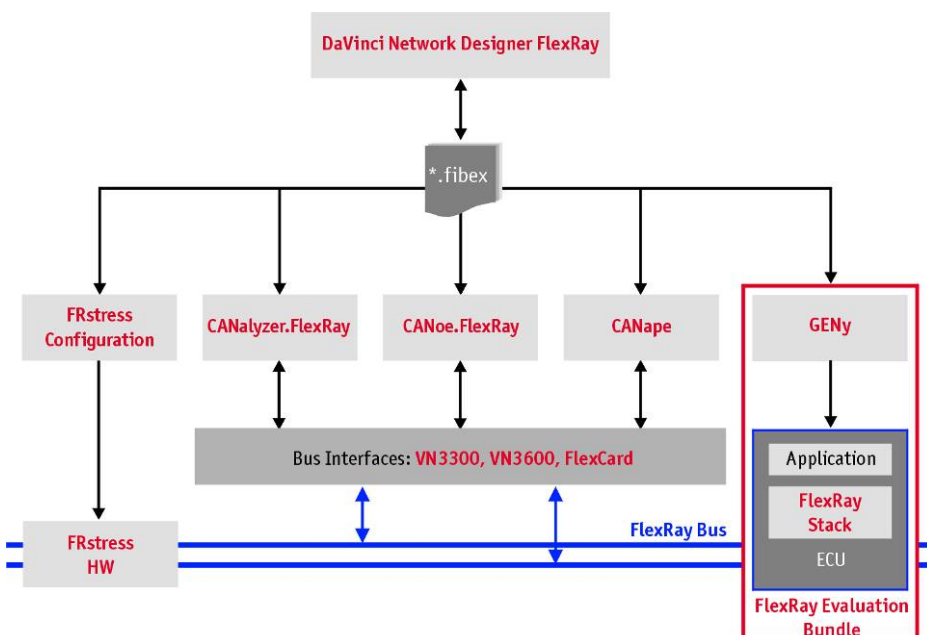 DaVinci Network Designer FlexRay
*.fibex
FRstress
Configuration
CANalyzer.FlexRay
CANoe.FlexRay
CANape
GENy
Bus Interfaces: VN3300, VN3600, FlexCard
Application
FlexRay
Stack
ECU
FlexRay Bus
FRstress
HW
FlexRay Evaluation
Bundle